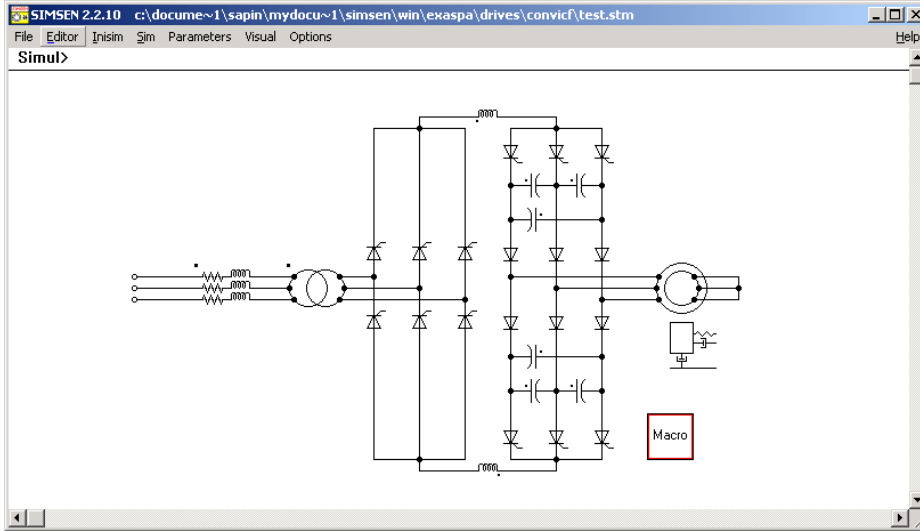 SIMSEN 2.2.10 c:\docume~1\sapin\mydocu~1\simsen\win\exaspa\drives\convicf\test.stm
File Editor Inisim Sim Parameters Visual Options Help
Simul>
Macro